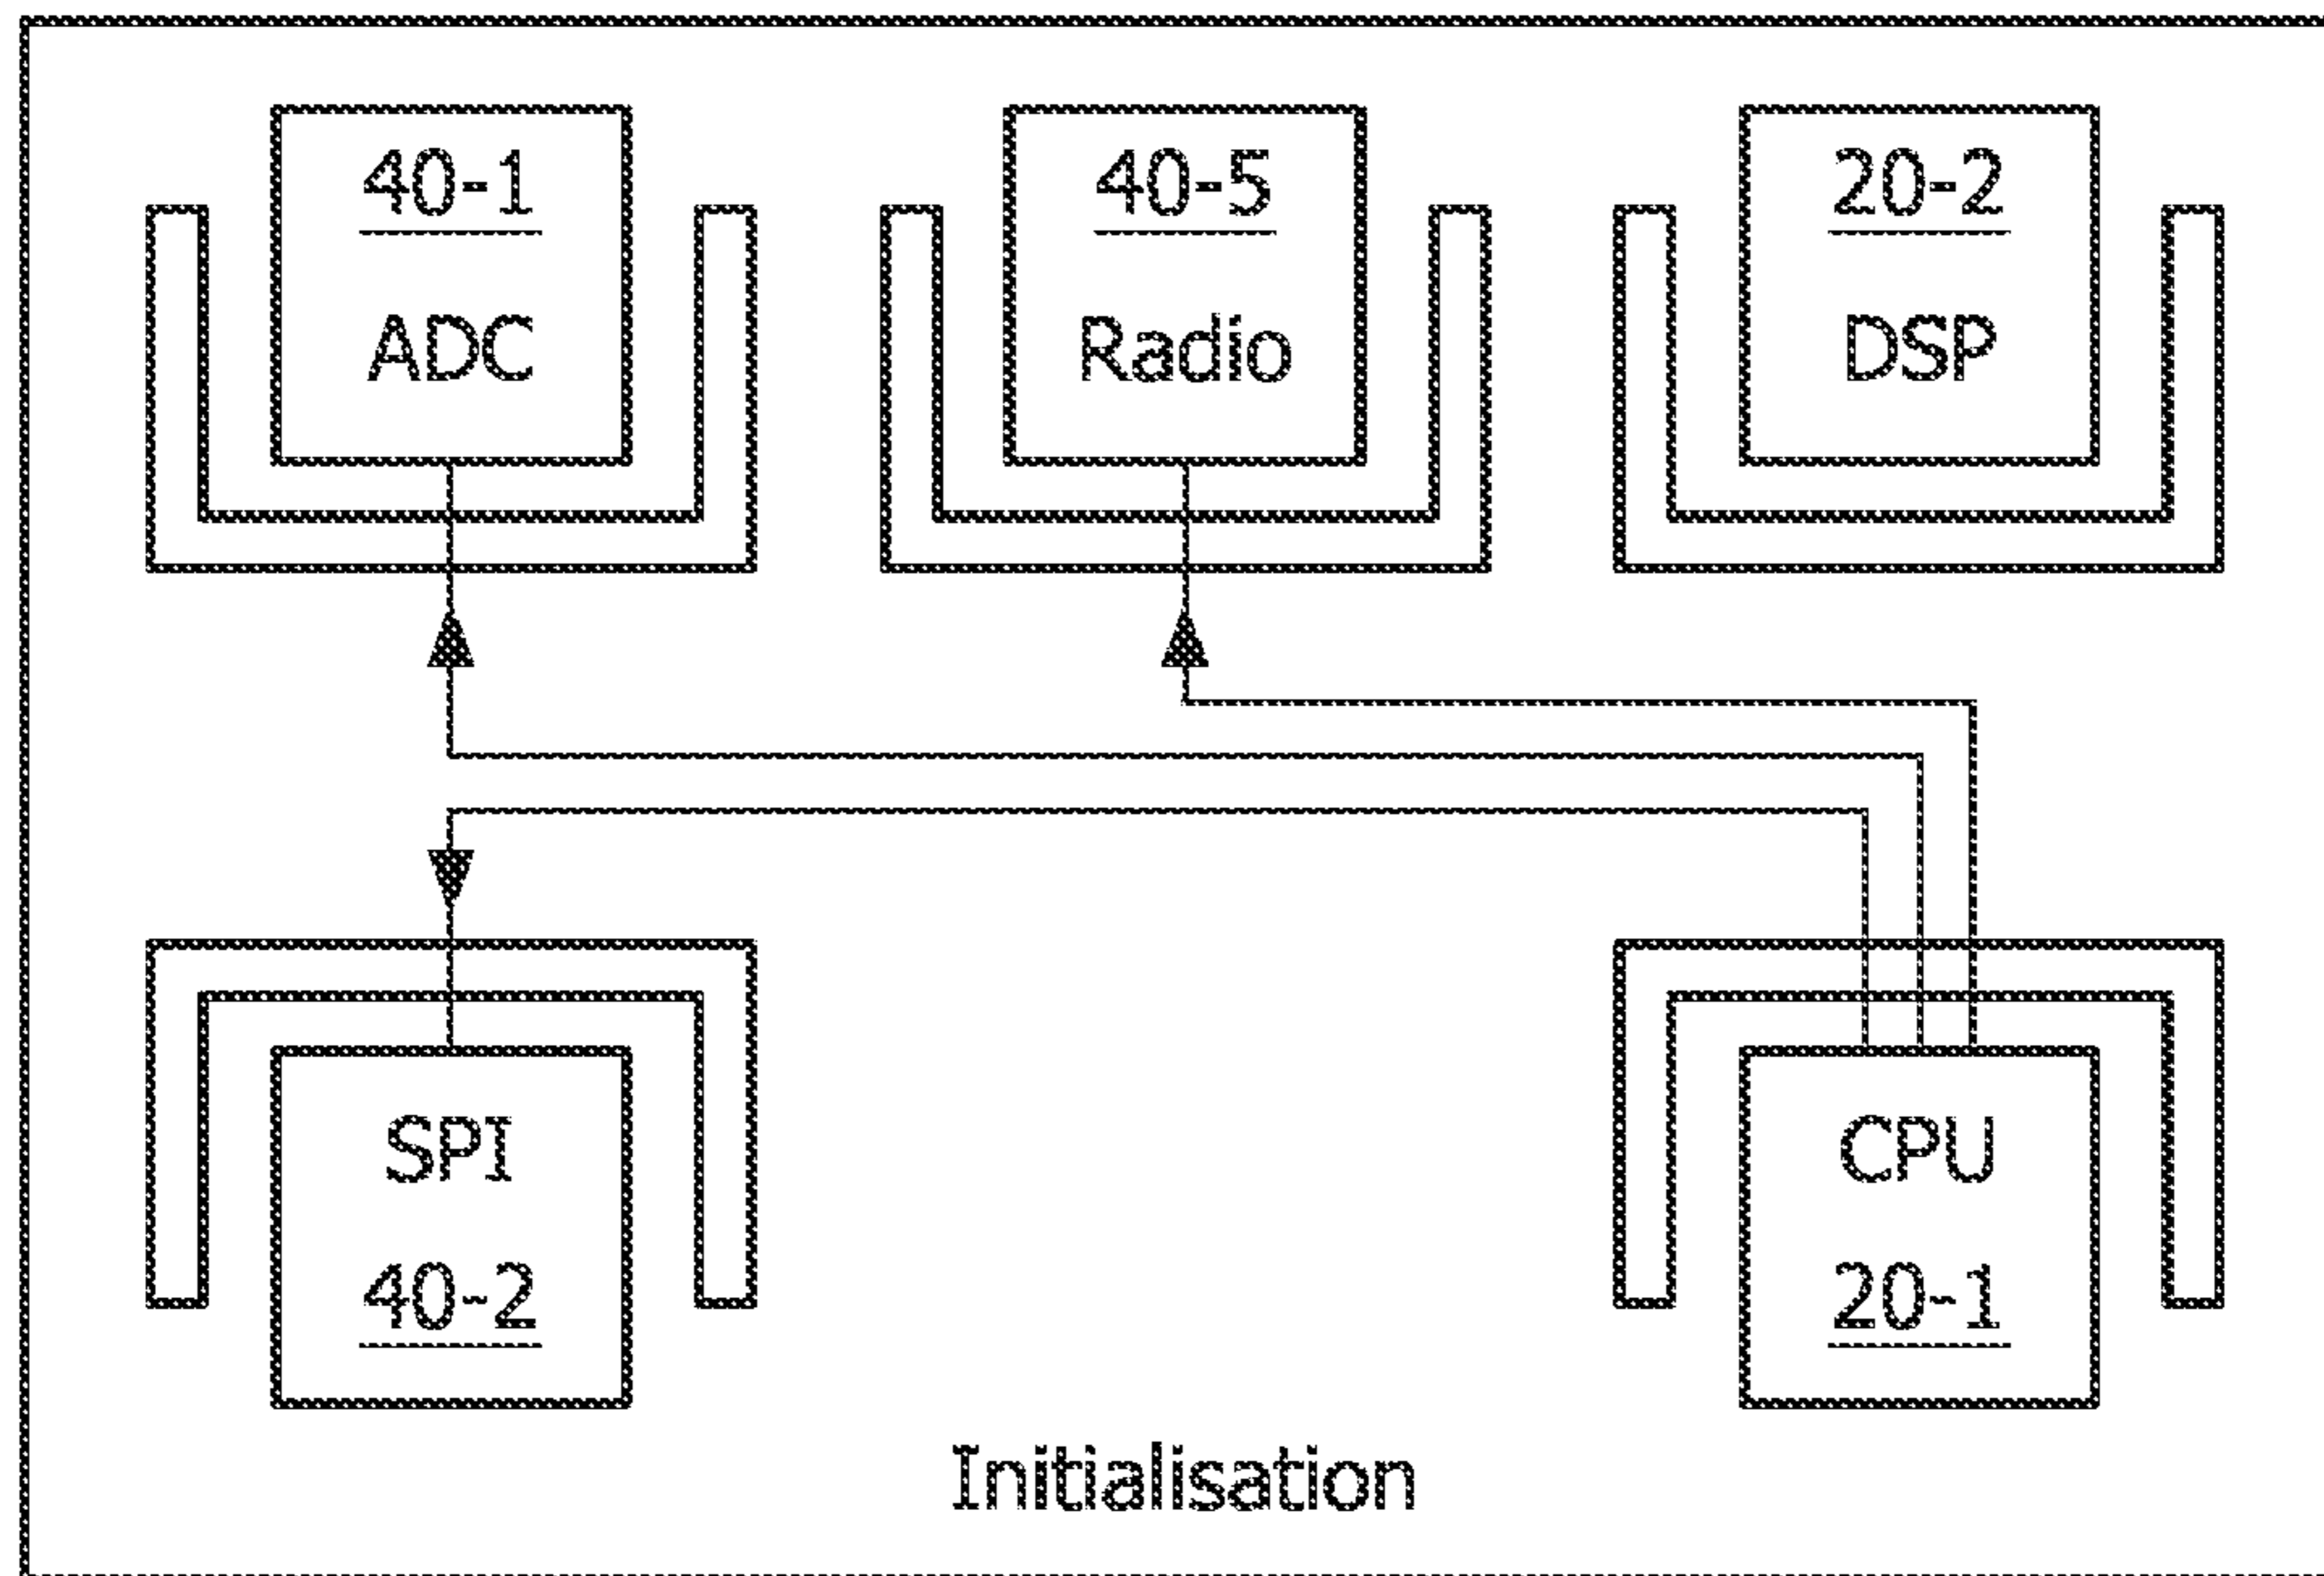 40-1
ADC
40-5
Radio
20-2
DSP
SPI
40-2
CPU
20-1
Initialisation